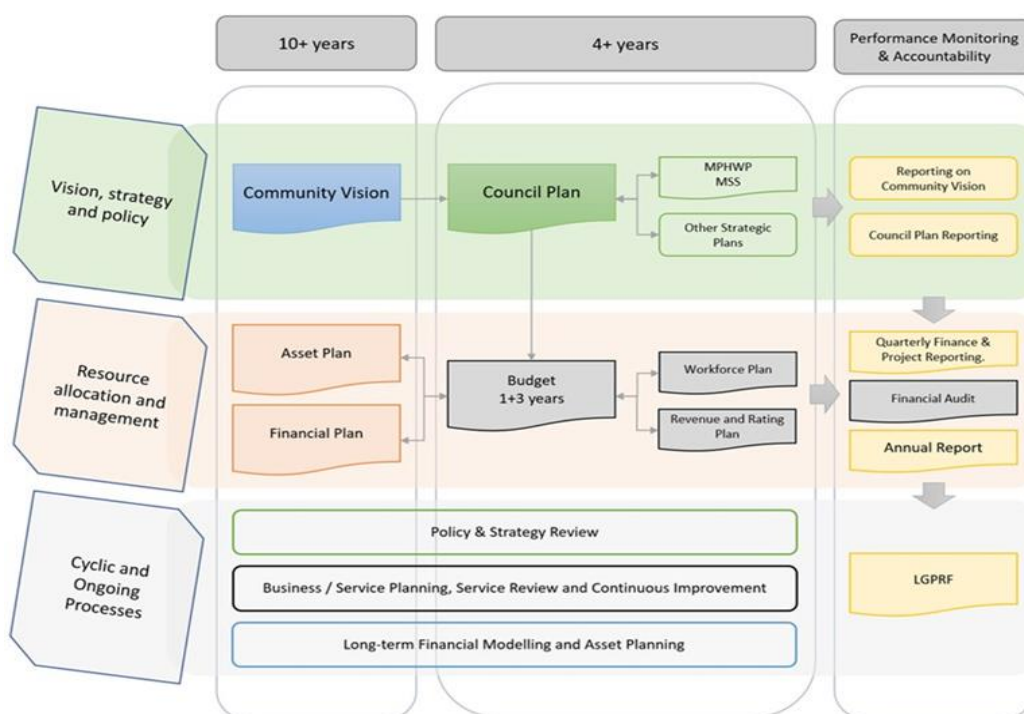 10+ years
4+ years
Performance Monitoring
& Accountability
Vision, strategy
and policy
Community Vision
Council Plan
MPHWP
MSS
Other Strategic
Plans
Reporting on
Community Vision
Council Plan Reporting
Resource
allocation and
management
Asset Plan
Financial Plan
Budget
1+3 years
Workforce Plan
Revenue and Rating
Plan
Quarterly Finance &
Project Reporting.
Financial Audit
Annual Report
Cyclic and
Ongoing
Processes
Policy & Strategy Review
Business / Service Planning, Service Review and Continuous Improvement
Long-term Financial Modelling and Asset Planning
LGPRF